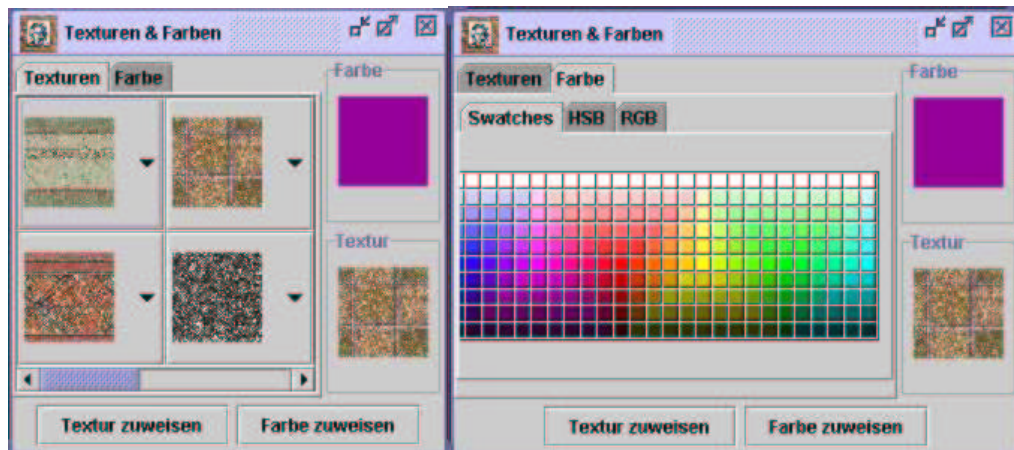 Texturen & Farben
Texturen Farbe
Farbe
Textur
Textur zuweisen Farbe zuweisen
Texturen & Farben
Texturen Farbe
Swatches HSB RGB
Farbe
Textur
Textur zuweisen Farbe zuweisen